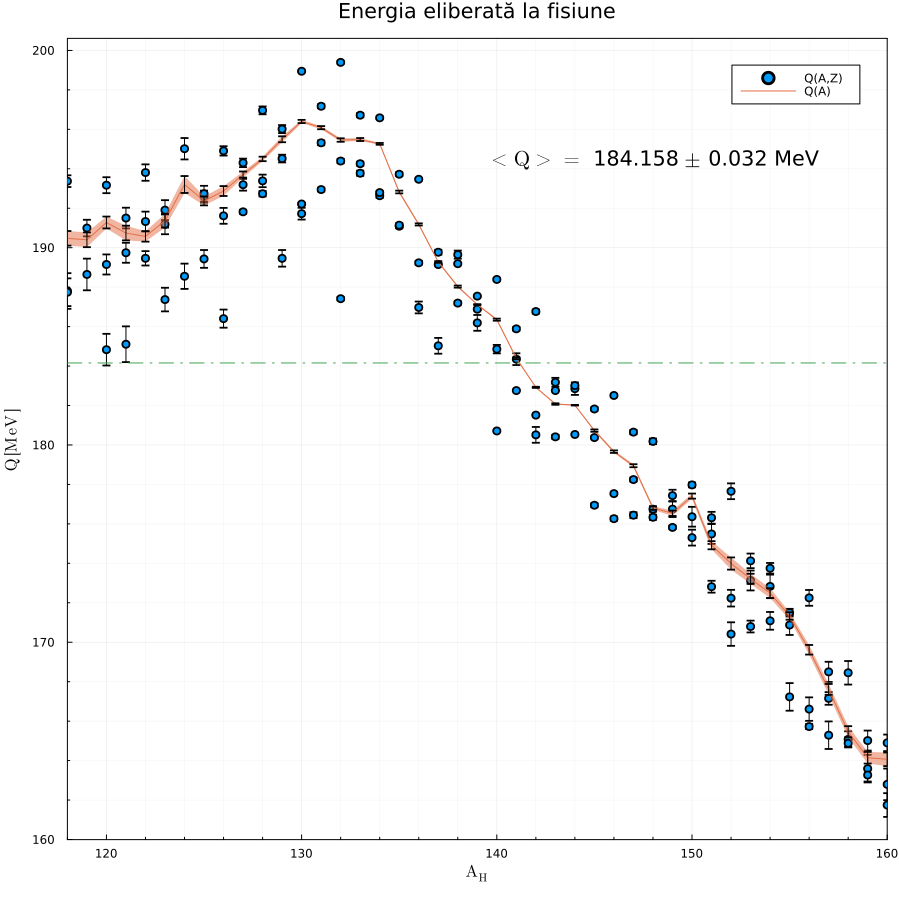 Energia eliberată la fisiune
200
190
180
170
160
Q[MeV]
Q(A,Z)
Q(A)
< Q > = 184.158 ± 0.032 MeV
120 130 140 150 160
A_H